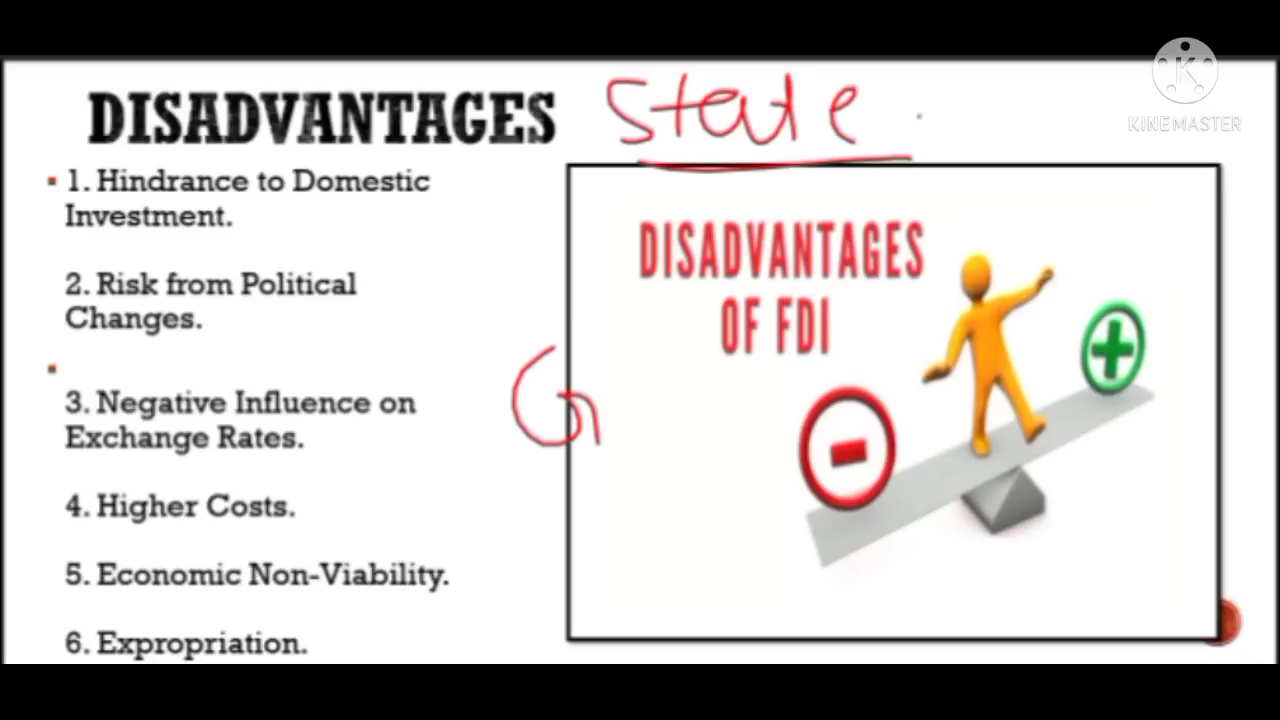 DISADVANTAGES
State
1. Hindrance to Domestic
Investment.
2. Risk from Political
Changes.
3. Negative Influence on
Exchange Rates.
4. Higher Costs.
5. Economic Non-Viability.
6. Expropriation.
DISADVANTAGES
OF FDI
K
KINEMASTER